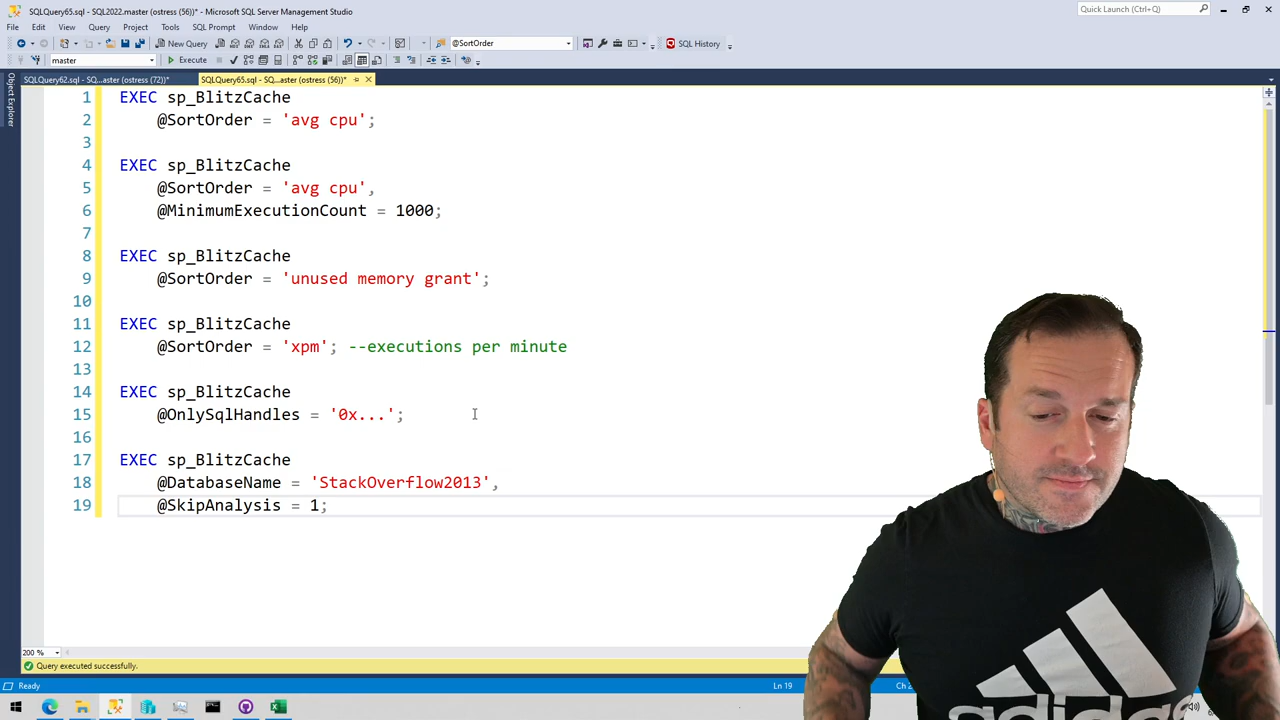 SQLQuery65.sql - SQL2022.master (ostress (56))* - Microsoft SQL Server Management Studio
Quick Launch (Ctrl+Q)
File Edit View Query Project Tools SQL Prompt Window Help
New Query @SortOrder SQL History
master Execute
SQLQuery62.sql - SQ...aster (ostress (72))* SQLQuery65.sql - SQ...aster (ostress (56))*
Object Explorer
1 EXEC sp_BlitzCache
2 @SortOrder = 'avg cpu';
3
4 EXEC sp_BlitzCache
5 @SortOrder = 'avg cpu',
6 @MinimumExecutionCount = 1000;
7
8 EXEC sp_BlitzCache
9 @SortOrder = 'unused memory grant';
10
11 EXEC sp_BlitzCache
12 @SortOrder = 'xpm'; --executions per minute
13
14 EXEC sp_BlitzCache
15 @OnlySqlHandles = '0x...';
16
17 EXEC sp_BlitzCache
18 @DatabaseName = 'StackOverflow2013',
19 @SkipAnalysis = 1;
200 %
Query executed successfully.
Ready Ln 19
adidas